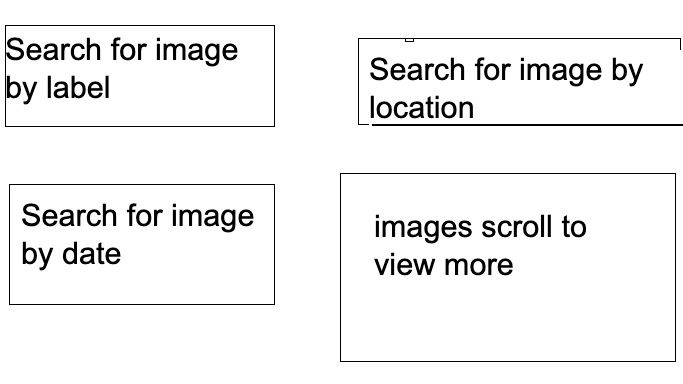 Search for image
by label
Search for image by
location
Search for image
by date
images scroll to
view more